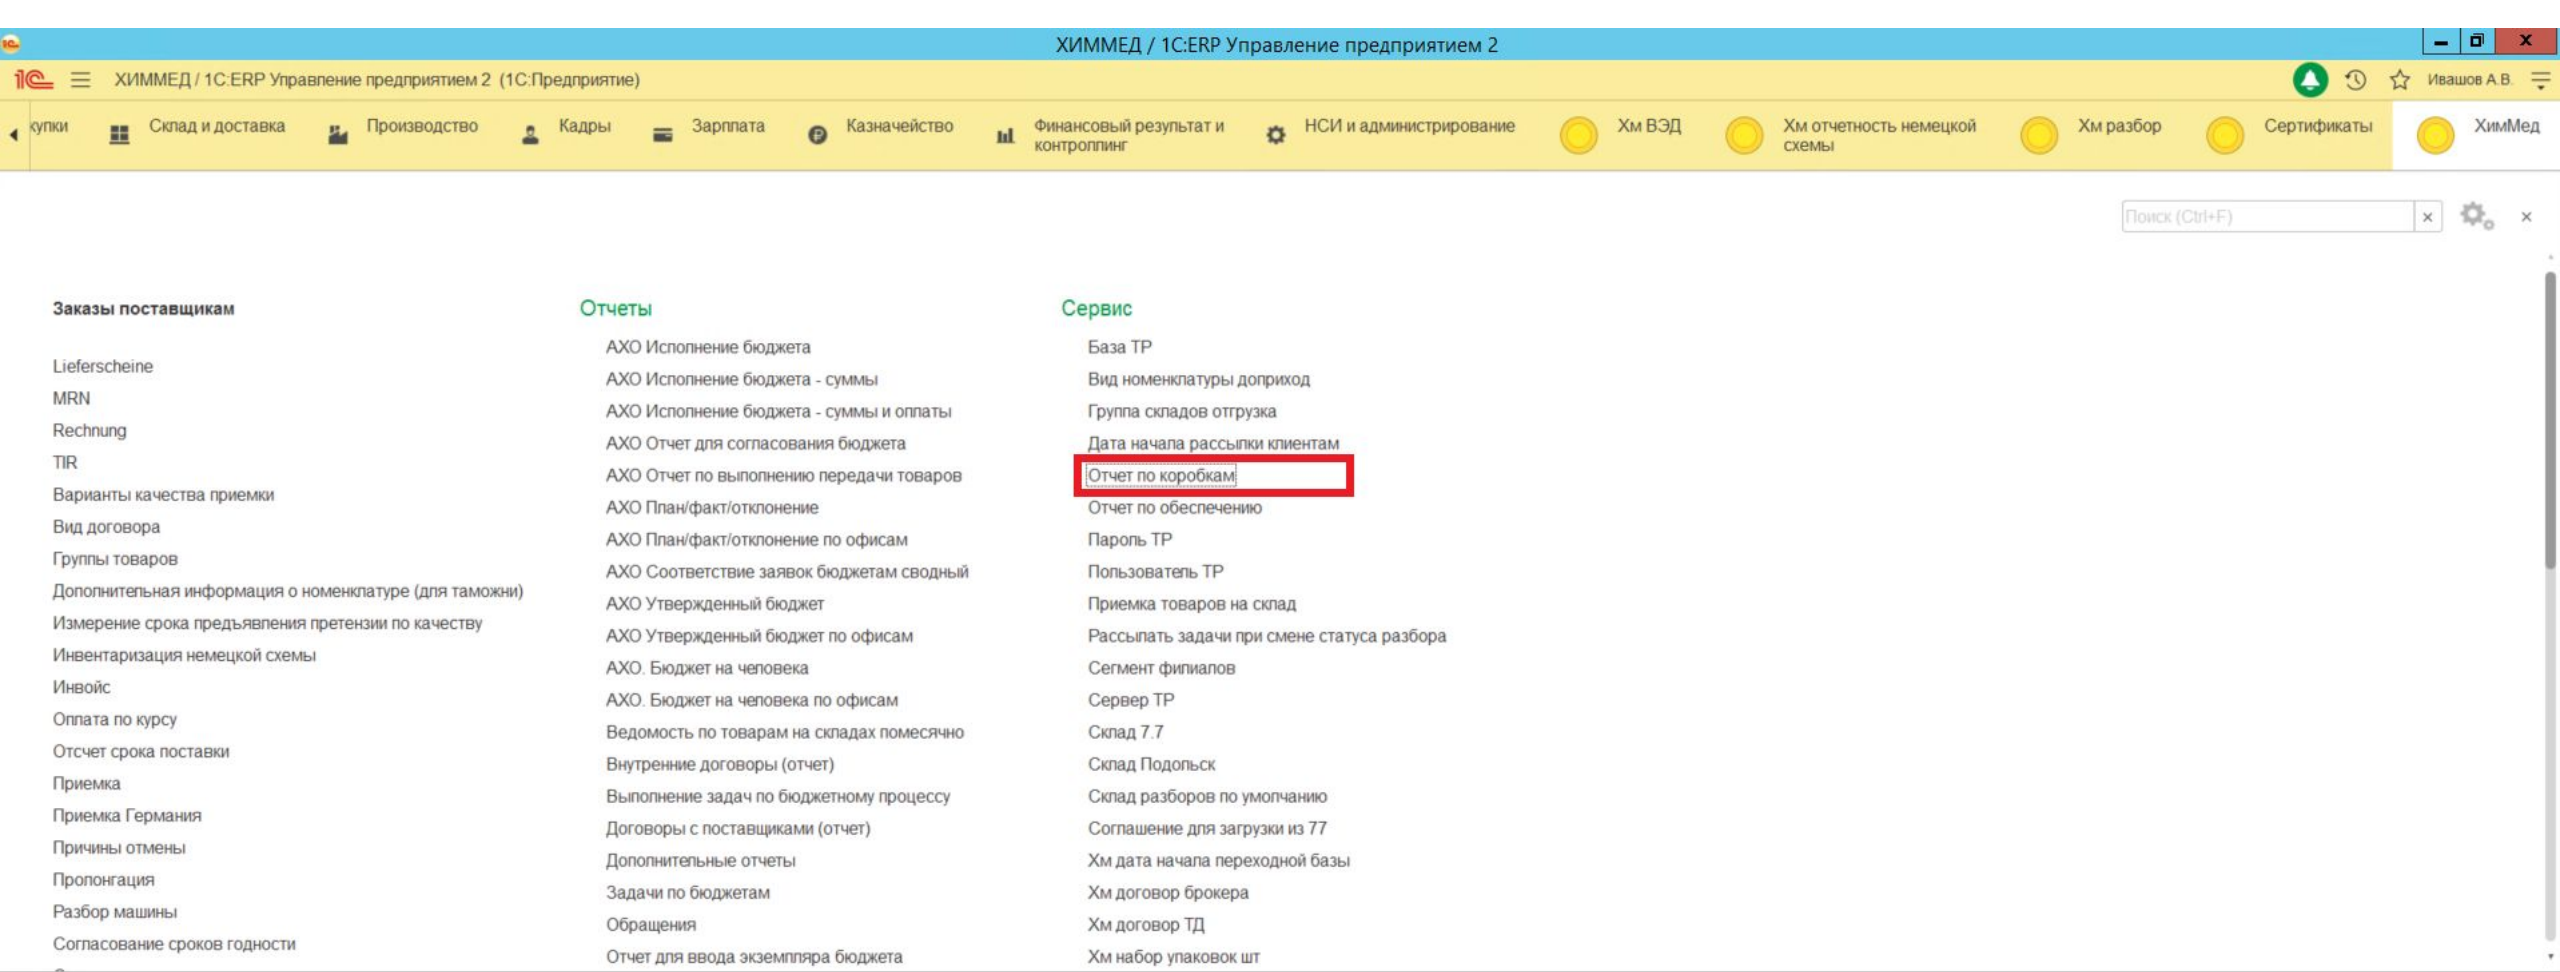 ХИММЕД / 1C:ERP Управление предприятием 2
ХИММЕД / 1C:ERP Управление предприятием 2 (1С:Предприятие)
Ивашов А.В.
купки
Склад и доставка
Производство
Кадры
Зарплата
Казначейство
Финансовый результат и
контроллинг
НСИ и администрирование
Хм ВЭД
Хм отчетность немецкой
схемы
Хм разбор
Сертификаты
ХимМед
Поиск (Ctrl+F)
Заказы поставщикам
Lieferscheine
MRN
Rechnung
TIR
Варианты качества приемки
Вид договора
Группы товаров
Дополнительная информация о номенклатуре (для таможни)
Измерение срока предъявления претензии по качеству
Инвентаризация немецкой схемы
Инвойс
Оплата по курсу
Отсчет срока поставки
Приемка
Приемка Германия
Причины отмены
Пролонгация
Разбор машины
Согласование сроков годности
Отчеты
АХО Исполнение бюджета
АХО Исполнение бюджета - суммы
АХО Исполнение бюджета - суммы и оплаты
АХО Отчет для согласования бюджета
АХО Отчет по выполнению передачи товаров
АХО План/факт/отклонение
АХО План/факт/отклонение по офисам
АХО Соответствие заявок бюджетам сводный
АХО Утвержденный бюджет
АХО Утвержденный бюджет по офисам
АХО. Бюджет на человека
АХО. Бюджет на человека по офисам
Ведомость по товарам на складах помесячно
Внутренние договоры (отчет)
Выполнение задач по бюджетному процессу
Договоры с поставщиками (отчет)
Дополнительные отчеты
Задачи по бюджетам
Обращения
Отчет для ввода экземпляра бюджета
Сервис
База ТР
Вид номенклатуры доприход
Группа складов отгрузка
Дата начала рассылки клиентам
Отчет по коробкам
Отчет по обеспечению
Пароль ТР
Пользователь ТР
Приемка товаров на склад
Рассылать задачи при смене статуса разбора
Сегмент филиалов
Сервер ТР
Склад 7.7
Склад Подольск
Склад разборов по умолчанию
Соглашение для загрузки из 77
Хм дата начала переходной базы
Хм договор брокера
Хм договор ТД
Хм набор упаковок шт